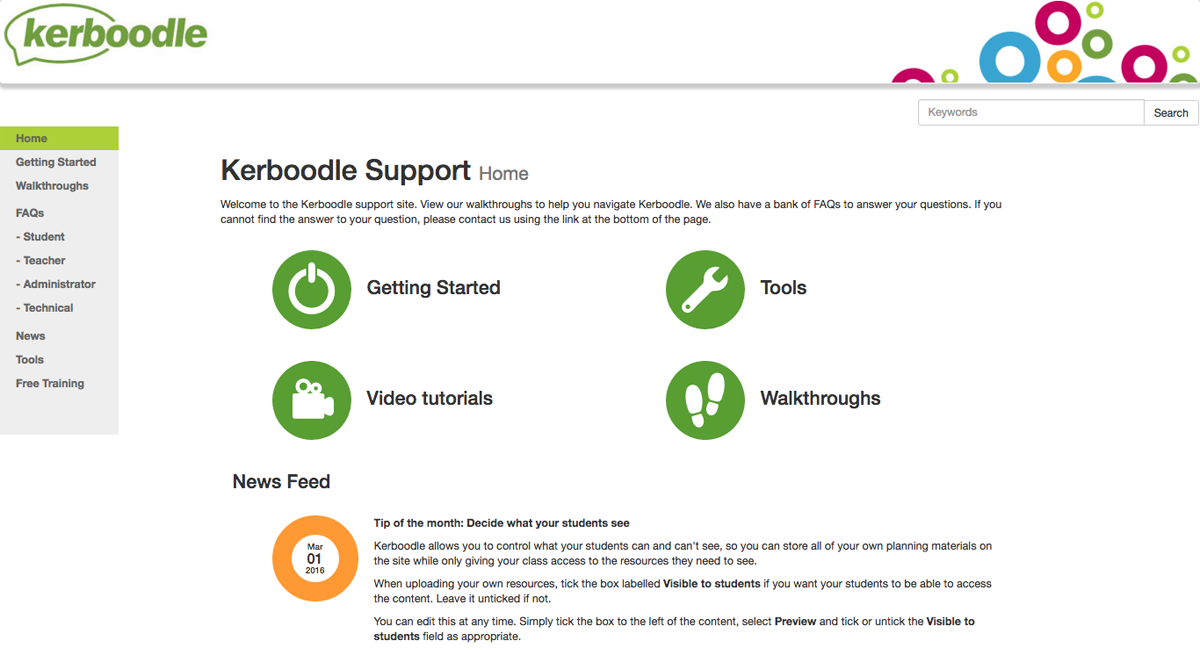 kerboodle
Keywords
Search
Home
Getting Started
Walkthroughs
FAQs
- Student
- Teacher
- Administrator
- Technical
News
Tools
Free Training
Kerboodle Support Home
Welcome to the Kerboodle support site. View our walkthroughs to help you navigate Kerboodle. We also have a bank of FAQs to answer your questions. If you
cannot find the answer to your question, please contact us using the link at the bottom of the page.
Getting Started
Tools
Video tutorials
Walkthroughs
News Feed
Mar
01
2016
Tip of the month: Decide what your students see
Kerboodle allows you to control what your students can and can't see, so you can store all of your own planning materials on
the site while only giving your class access to the resources they need to see.
When uploading your own resources, tick the box labelled Visible to students if you want your students to be able to access
the content. Leave it unticked if not.
You can edit this at any time. Simply tick the box to the left of the content, select Preview and tick or untick the Visible to
students field as appropriate.